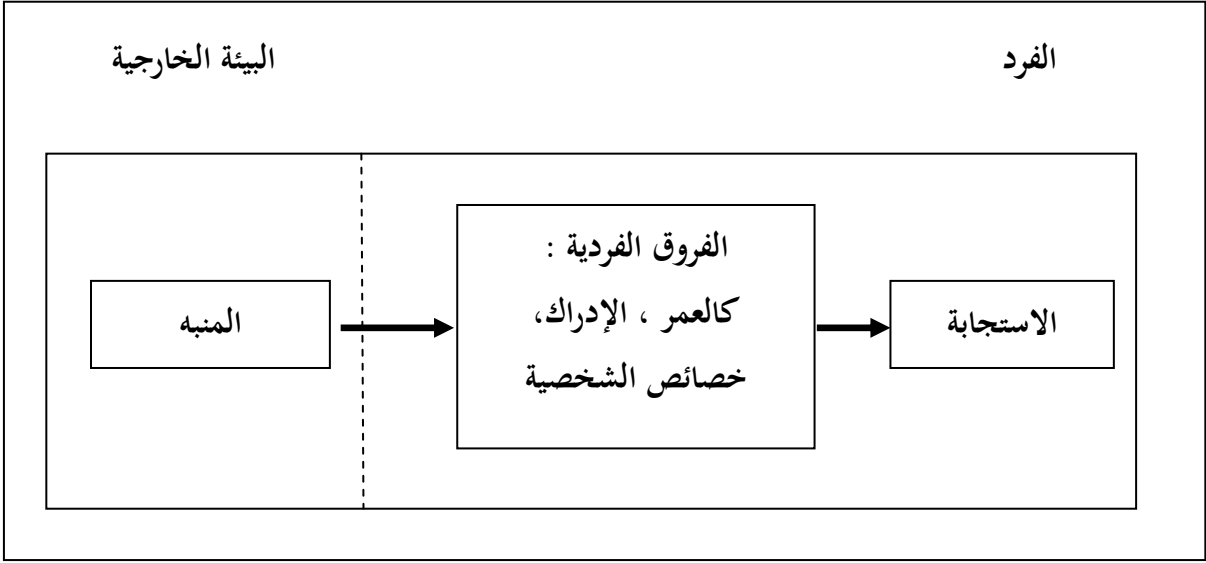 الفرد
البيئة الخارجية
المنبه
الفروق الفردية :
كالعمر ، الإدراك،
خصائص الشخصية
الاستجابة